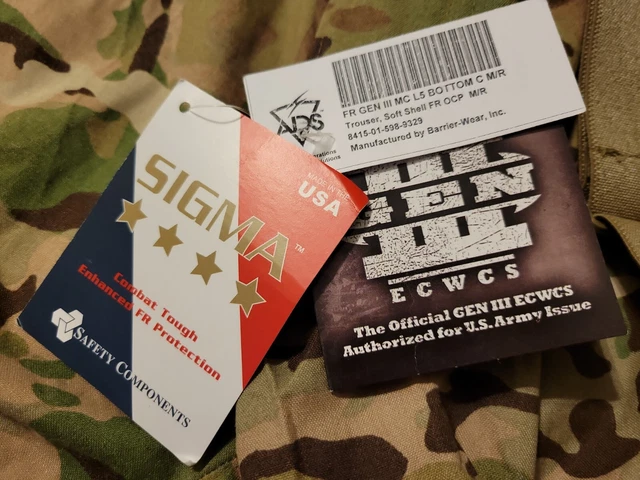 ADS
FR GEN III MC L5 BOTTOM C M/R
Trouser, Soft Shell FR OCP M/R
8415-01-598-9329
Manufactured by Barrier-Wear, Inc.
MADE IN THE
USA
SIGMA™
Combat Tough
Enhanced FR Protection
SAFETY COMPONENTS
GEN
III
ECWCS
The Official GEN III ECWCS
Authorized for U.S. Army Issue